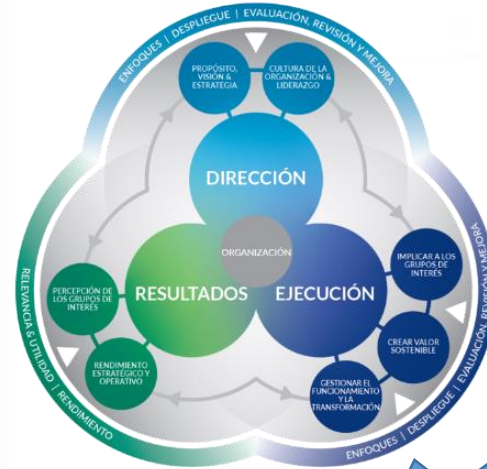 ENFOQUES | DESPLIEGUE | EVALUACIÓN, REVISIÓN Y MEJORA
PROPÓSITO,
VISIÓN &
ESTRATEGIA
CULTURA DE LA
ORGANIZACIÓN &
LIDERAZGO
DIRECCIÓN
ORGANIZACIÓN
RESULTADOS
EJECUCIÓN
PERCEPCIÓN DE
LOS GRUPOS DE
INTERÉS
RENDIMIENTO
ESTRATÉGICO Y
OPERATIVO
IMPLICAR A LOS
GRUPOS DE
INTERÉS
CREAR VALOR
SOSTENIBLE
GESTIONAR EL
FUNCIONAMIENTO
Y LA
TRANSFORMACIÓN
RELEVANCIA & UTILIDAD | RENDIMIENTO
ENFOQUES | DESPLIEGUE | EVALUACIÓN, REVISIÓN Y MEJORA